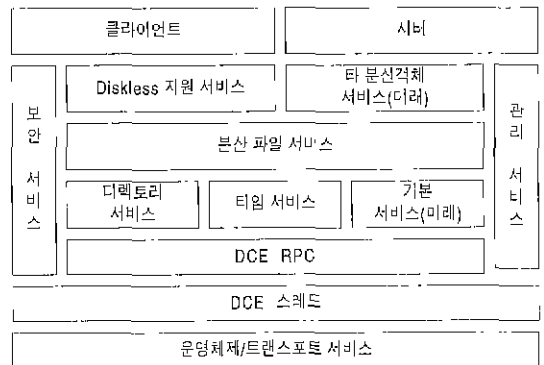 클라이언트
서버
Diskless 지원 서비스
타 분산객체
서비스(미래)
보안 서비스
관리 서비스
분산 파일 서비스
디렉토리
서비스
타임 서비스
기본
서비스(미래)
DCE RPC
DCE 스레드
운영체제/트랜스포트 서비스